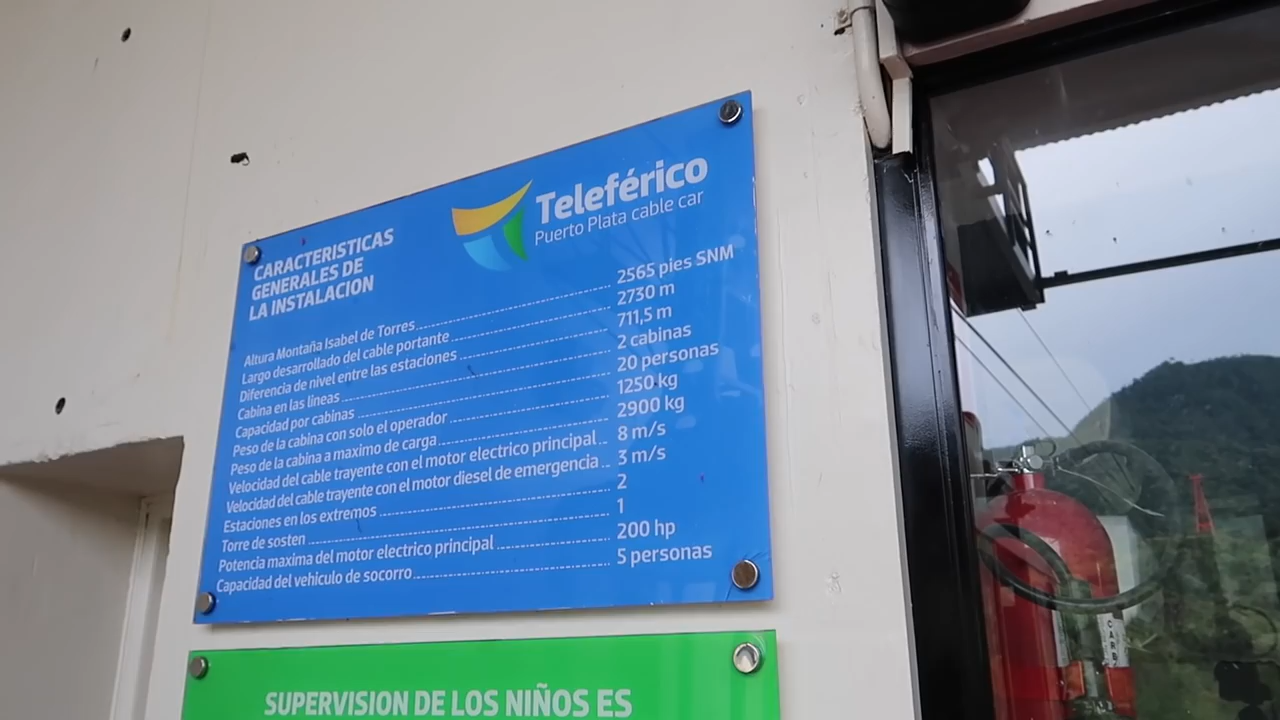 Teleférico
Puerto Plata cable car
CARACTERISTICAS
GENERALES DE
LA INSTALACION
Altura Montaña Isabel de Torres 2565 pies SNM
Largo desarrollado del cable portante 2730 m
Diferencia de nivel entre las estaciones 711,5 m
Cabina en las lineas 2 cabinas
Capacidad por cabinas 20 personas
Peso de la cabina con solo el operador 1250 kg
Peso de la cabina a maximo de carga 2900 kg
Velocidad del cable trayente con el motor electrico principal 8 m/s
Velocidad del cable trayente con el motor diesel de emergencia 3 m/s
Estaciones en los extremos 2
Torre de sosten 1
Potencia maxima del motor electrico principal 200 hp
Capacidad del vehiculo de socorro 5 personas
SUPERVISION DE LOS NIÑOS ES
CARB